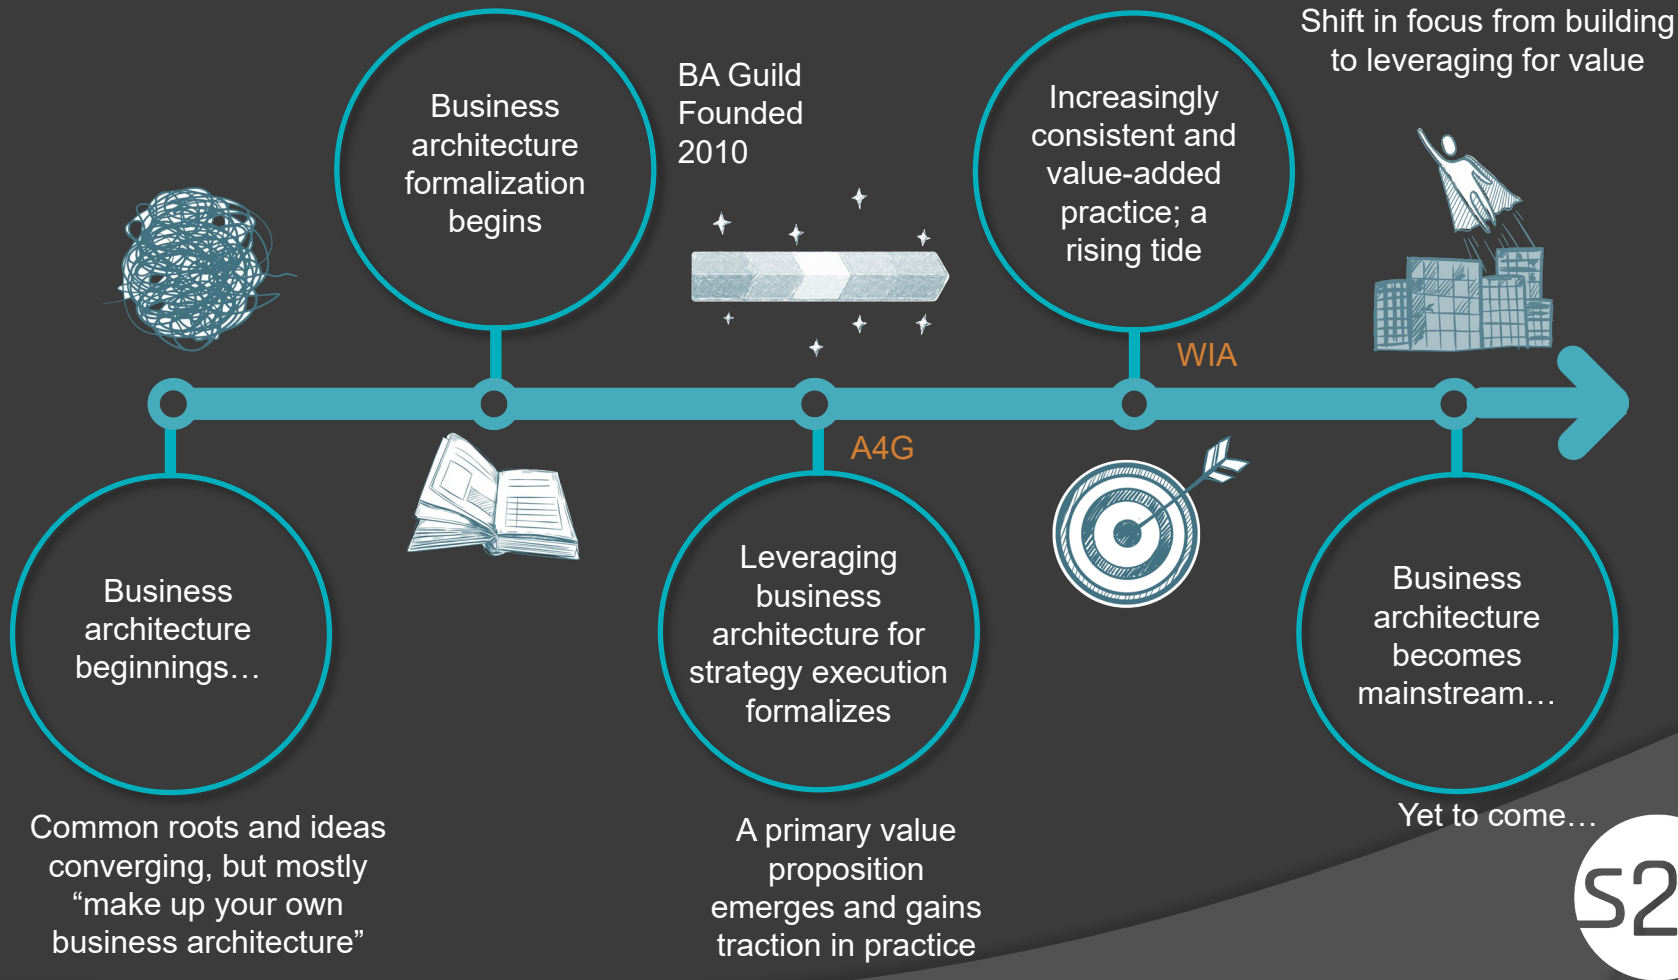 Business
architecture
beginnings…
Common roots and ideas
converging, but mostly
“make up your own
business architecture”
Business
architecture
formalization
begins
BA Guild
Founded
2010
A4G
Leveraging
business
architecture for
strategy execution
formalizes
A primary value
proposition
emerges and gains
traction in practice
Increasingly
consistent and
value-added
practice; a
rising tide
WIA
Shift in focus from building
to leveraging for value
Business
architecture
becomes
mainstream…
Yet to come…
S2